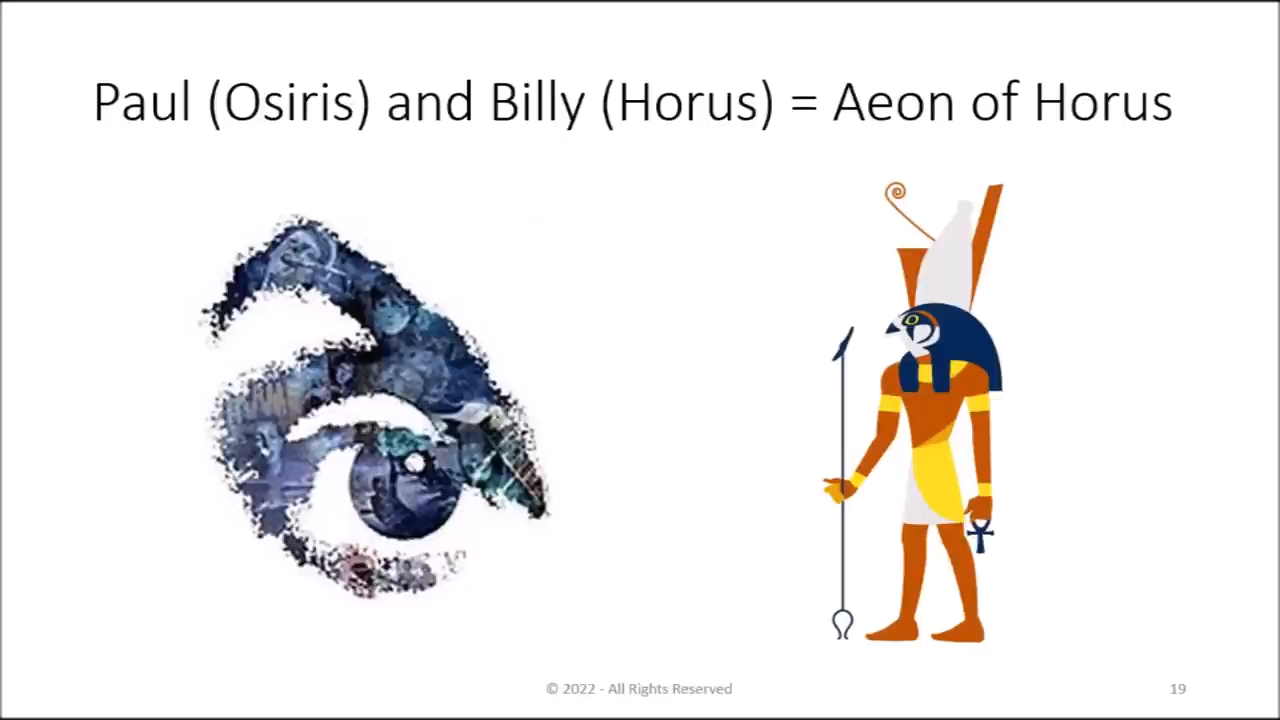 Paul (Osiris) and Billy (Horus) = Aeon of Horus
© 2022 - All Rights Reserved
19